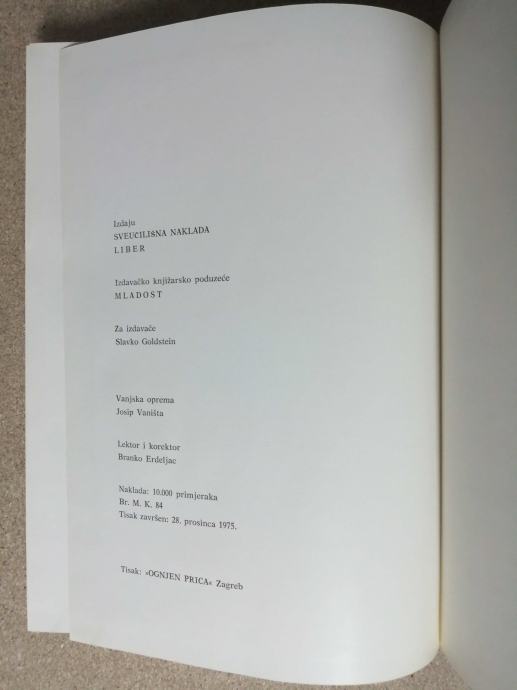 Izdaju
SVEUČILIŠNA NAKLADA
LIBER
Izdavačko knjižarsko poduzeće
MLADOST
Za izdavače
Slavko Goldstein
Vanjska oprema
Josip Vaništa
Lektor i korektor
Branko Erdeljac
Naklada: 10.000 primjeraka
Br. M. K. 84
Tisak završen: 28. prosinca 1975.
Tisak: »OGNJEN PRICA« Zagreb